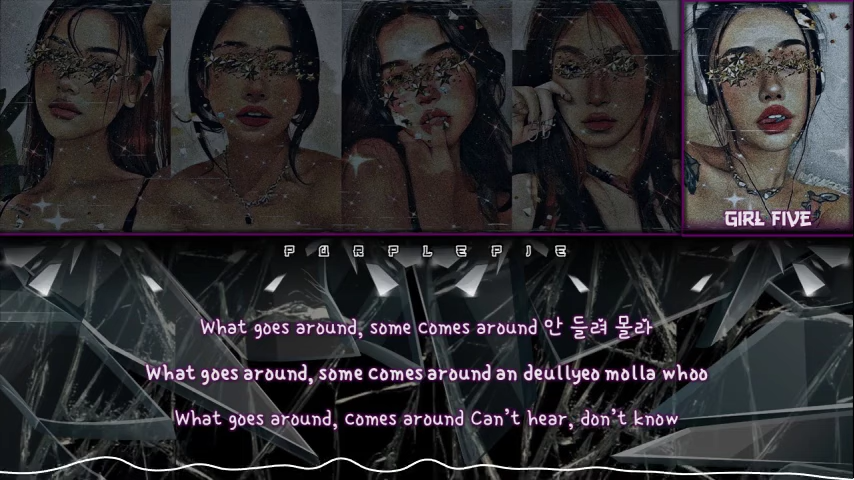 GIRL FIVE
PURPLEPIE
What goes around, some comes around 안 들려 몰라
What goes around, some comes around an deullyeo molla whoo
What goes around, comes around Can't hear, don't know